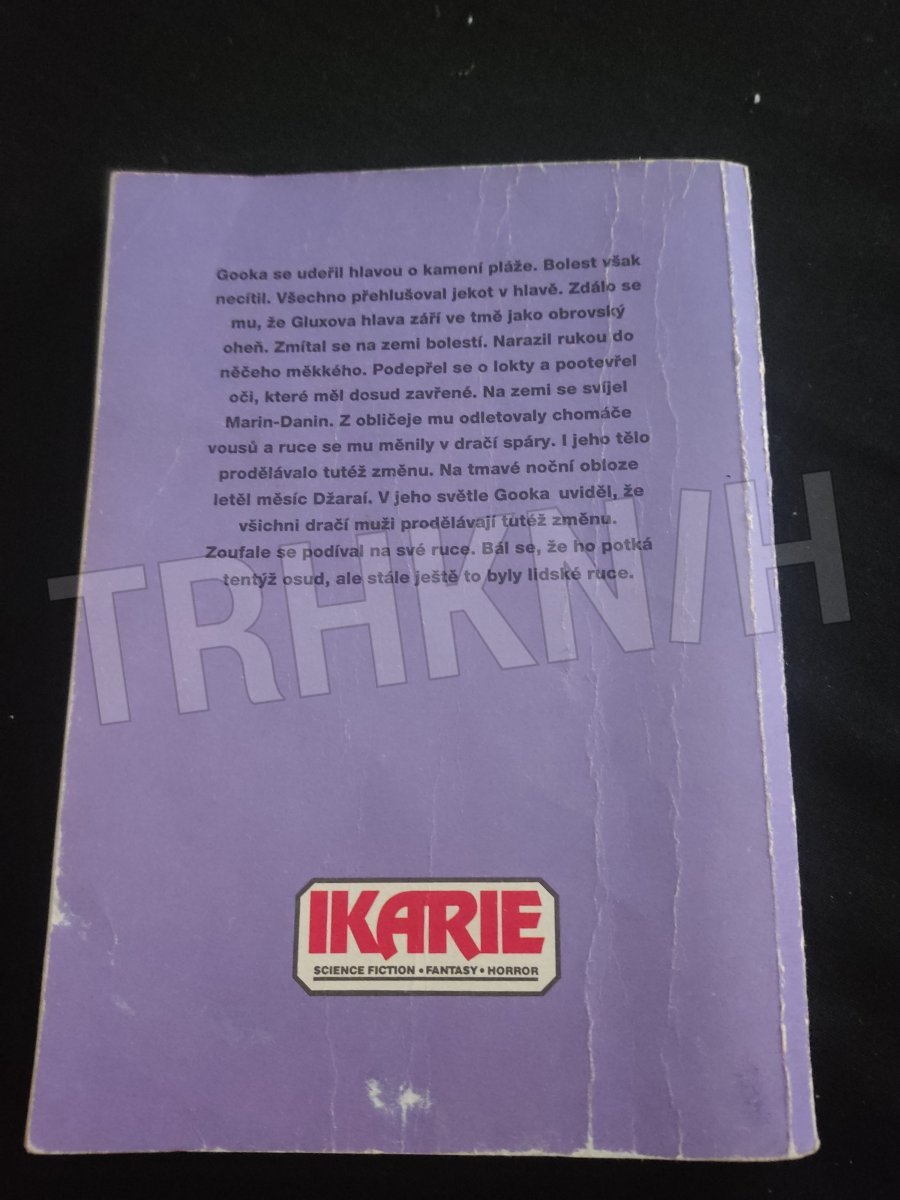 Gooka se udeřil hlavou o kamení pláže. Bolest však
necítil. Všechno přehlušoval jekot v hlavě. Zdálo se
mu, že Gluxova hlava září ve tmě jako obrovský
oheň. Zmítal se na zemi bolestí. Narazil rukou do
něčeho měkkého. Podepřel se o lokty a pootevřel
oči, které měl dosud zavřené. Na zemi se svíjel
Marin-Danin. Z obličeje mu odletovaly chomáče
vousů a ruce se mu měnily v dračí spáry. I jeho tělo
prodělávalo tutéž změnu. Na tmavé noční obloze
letěl měsíc Džaraí. V jeho světle Gooka uviděl, že
všichni dračí muži prodělávají tutéž změnu.
Zoufale se podíval na své ruce. Bál se, že ho potká
tentýž osud, ale stále ještě to byly lidské ruce.
TRHKN/H
IKARIE
SCIENCE FICTION • FANTASY • HORROR